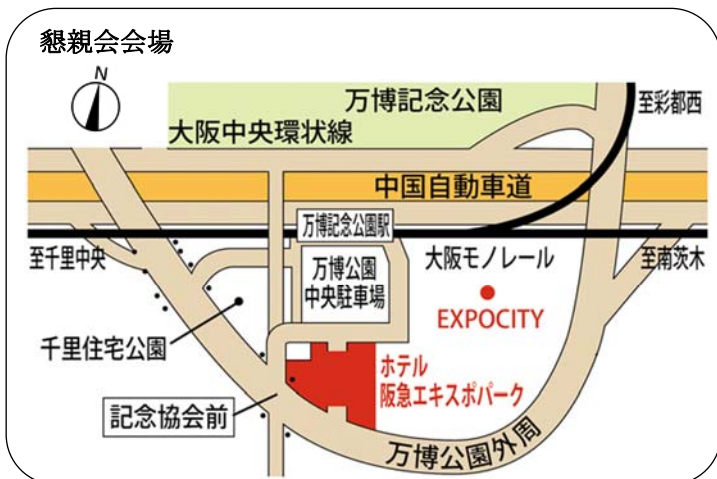 懇親会会場
N
万博記念公園
至彩都西
大阪中央環状線
中国自動車道
万博記念公園駅
至千里中央
万博公園
中央駐車場
大阪モノレール
至南茨木
EXPOCITY
千里住宅公園
ホテル
阪急エキスポパーク
記念協会前
万博公園外周